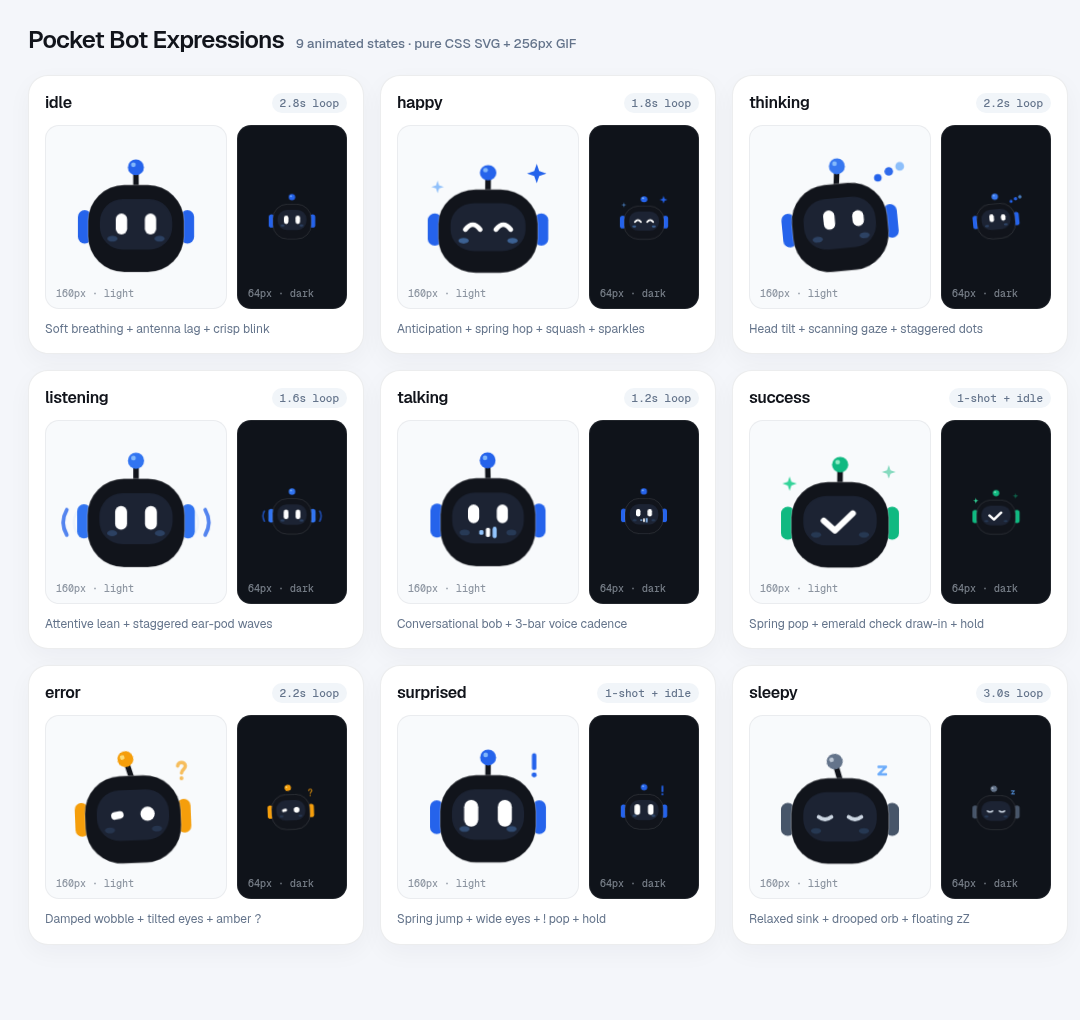 Pocket Bot Expressions 9 animated states · pure CSS SVG + 256px GIF
idle 2.8s loop
160px · light
64px · dark
Soft breathing + antenna lag + crisp blink
happy 1.8s loop
160px · light
64px · dark
Anticipation + spring hop + squash + sparkles
thinking 2.2s loop
160px · light
64px · dark
Head tilt + scanning gaze + staggered dots
listening 1.6s loop
160px · light
64px · dark
Attentive lean + staggered ear-pod waves
talking 1.2s loop
160px · light
64px · dark
Conversational bob + 3-bar voice cadence
success 1-shot + idle
160px · light
64px · dark
Spring pop + emerald check draw-in + hold
error 2.2s loop
?
?
160px · light
64px · dark
Damped wobble + tilted eyes + amber ?
surprised 1-shot + idle
!
!
160px · light
64px · dark
Spring jump + wide eyes + ! pop + hold
sleepy 3.0s loop
z
z
160px · light
64px · dark
Relaxed sink + drooped orb + floating zZ